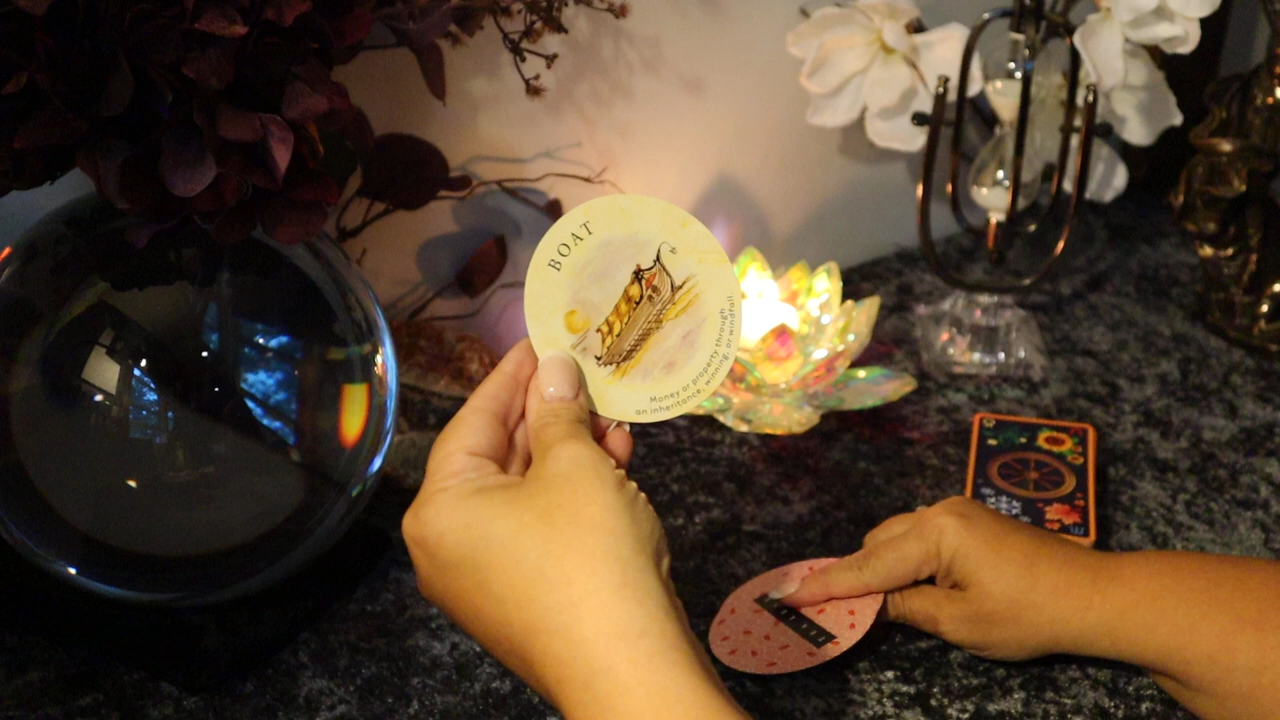 BOAT
Money or property through
an inheritance, winning, or windfall.